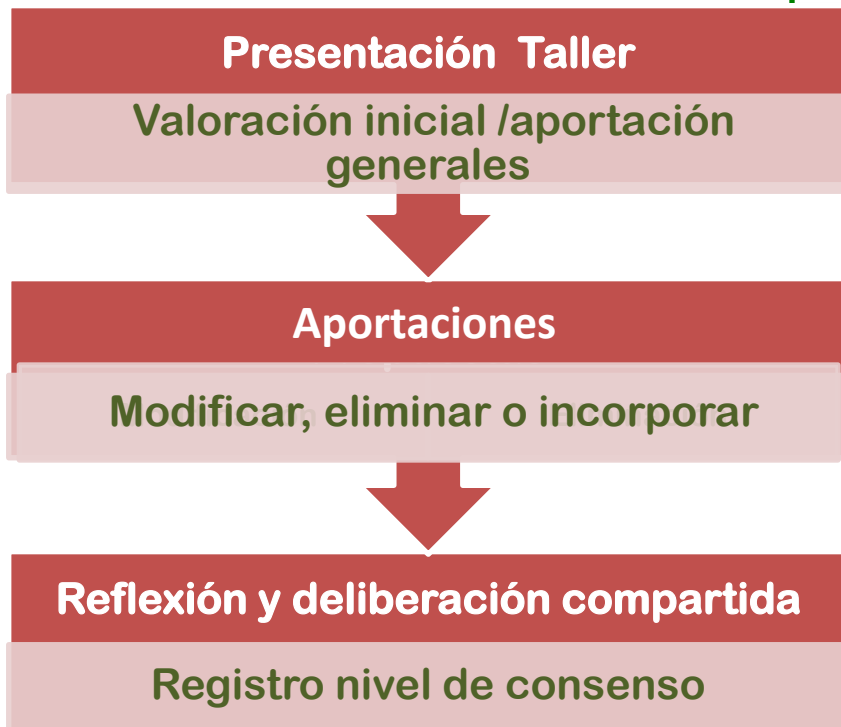 Presentación Taller
Valoración inicial /aportación
generales
Aportaciones
Modificar, eliminar o incorporar
Reflexión y deliberación compartida
Registro nivel de consenso